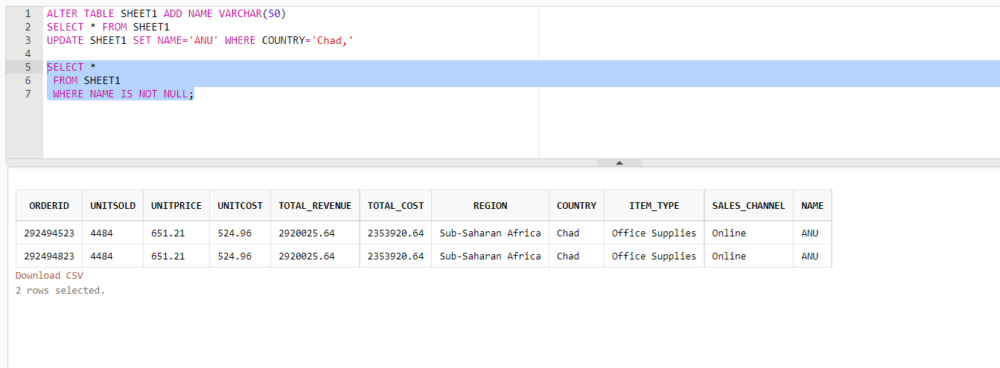 1 ALTER TABLE SHEET1 ADD NAME VARCHAR(50)
2 SELECT * FROM SHEET1
3 UPDATE SHEET1 SET NAME='ANU' WHERE COUNTRY='Chad,'
4
5 SELECT *
6 FROM SHEET1
7 WHERE NAME IS NOT NULL;
ORDERID UNITSOLD UNITPRICE UNITCOST TOTAL_REVENUE TOTAL_COST REGION COUNTRY ITEM_TYPE SALES_CHANNEL NAME
292494523 4484 651.21 524.96 2920025.64 2353920.64 Sub-Saharan Africa Chad Office Supplies Online ANU
292494823 4484 651.21 524.96 2920025.64 2353920.64 Sub-Saharan Africa Chad Office Supplies Online ANU
Download CSV
2 rows selected.